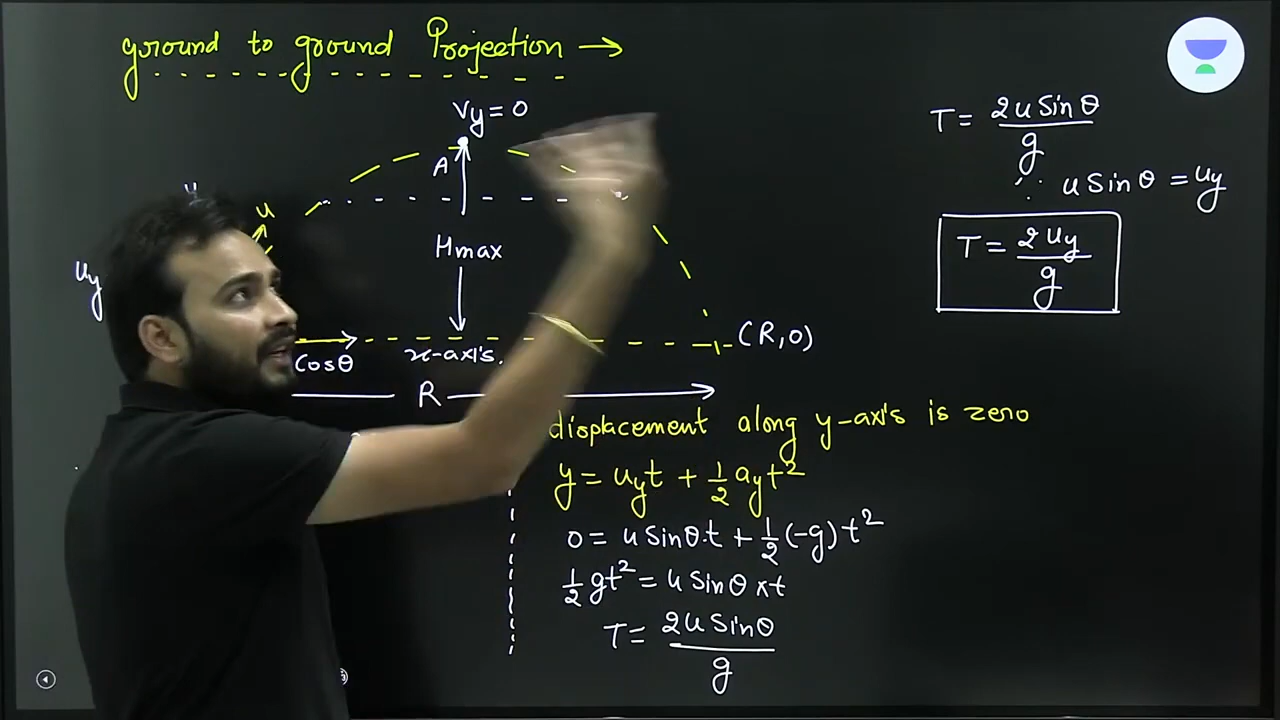 ground to ground Projection →
Vy = 0
A
u
Hmax
uy
Cosθ
x-axis.
(R,0)
R
displacement along y-axis is zero
y = uyt + 1/2 ayt²
0 = u Sinθ.t + 1/2 (-g) t²
1/2 gt² = u Sinθ × t
T = 2u Sinθ / g
T = 2u Sinθ / g
∵ u Sinθ = uy
T = 2uy / g